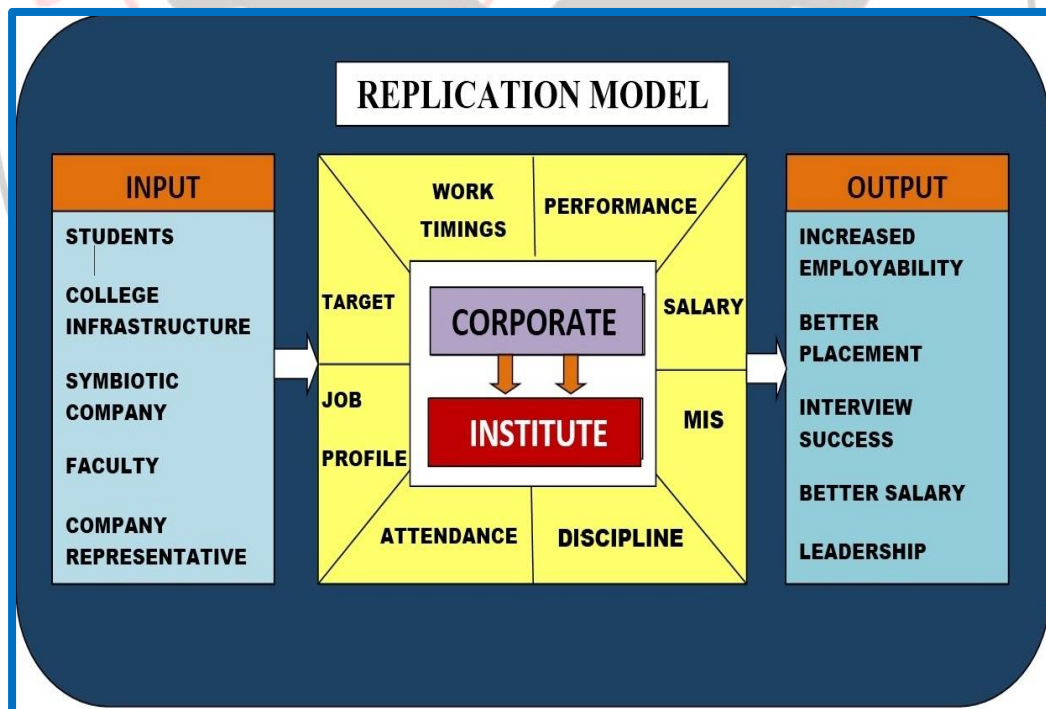 REPLICATION MODEL
INPUT
STUDENTS
COLLEGE
INFRASTRUCTURE
SYMBIOTIC
COMPANY
FACULTY
COMPANY
REPRESENTATIVE
WORK
TIMINGS
PERFORMANCE
TARGET
SALARY
CORPORATE
INSTITUTE
JOB
PROFILE
MIS
ATTENDANCE
DISCIPLINE
OUTPUT
INCREASED
EMPLOYABILITY
BETTER
PLACEMENT
INTERVIEW
SUCCESS
BETTER SALARY
LEADERSHIP